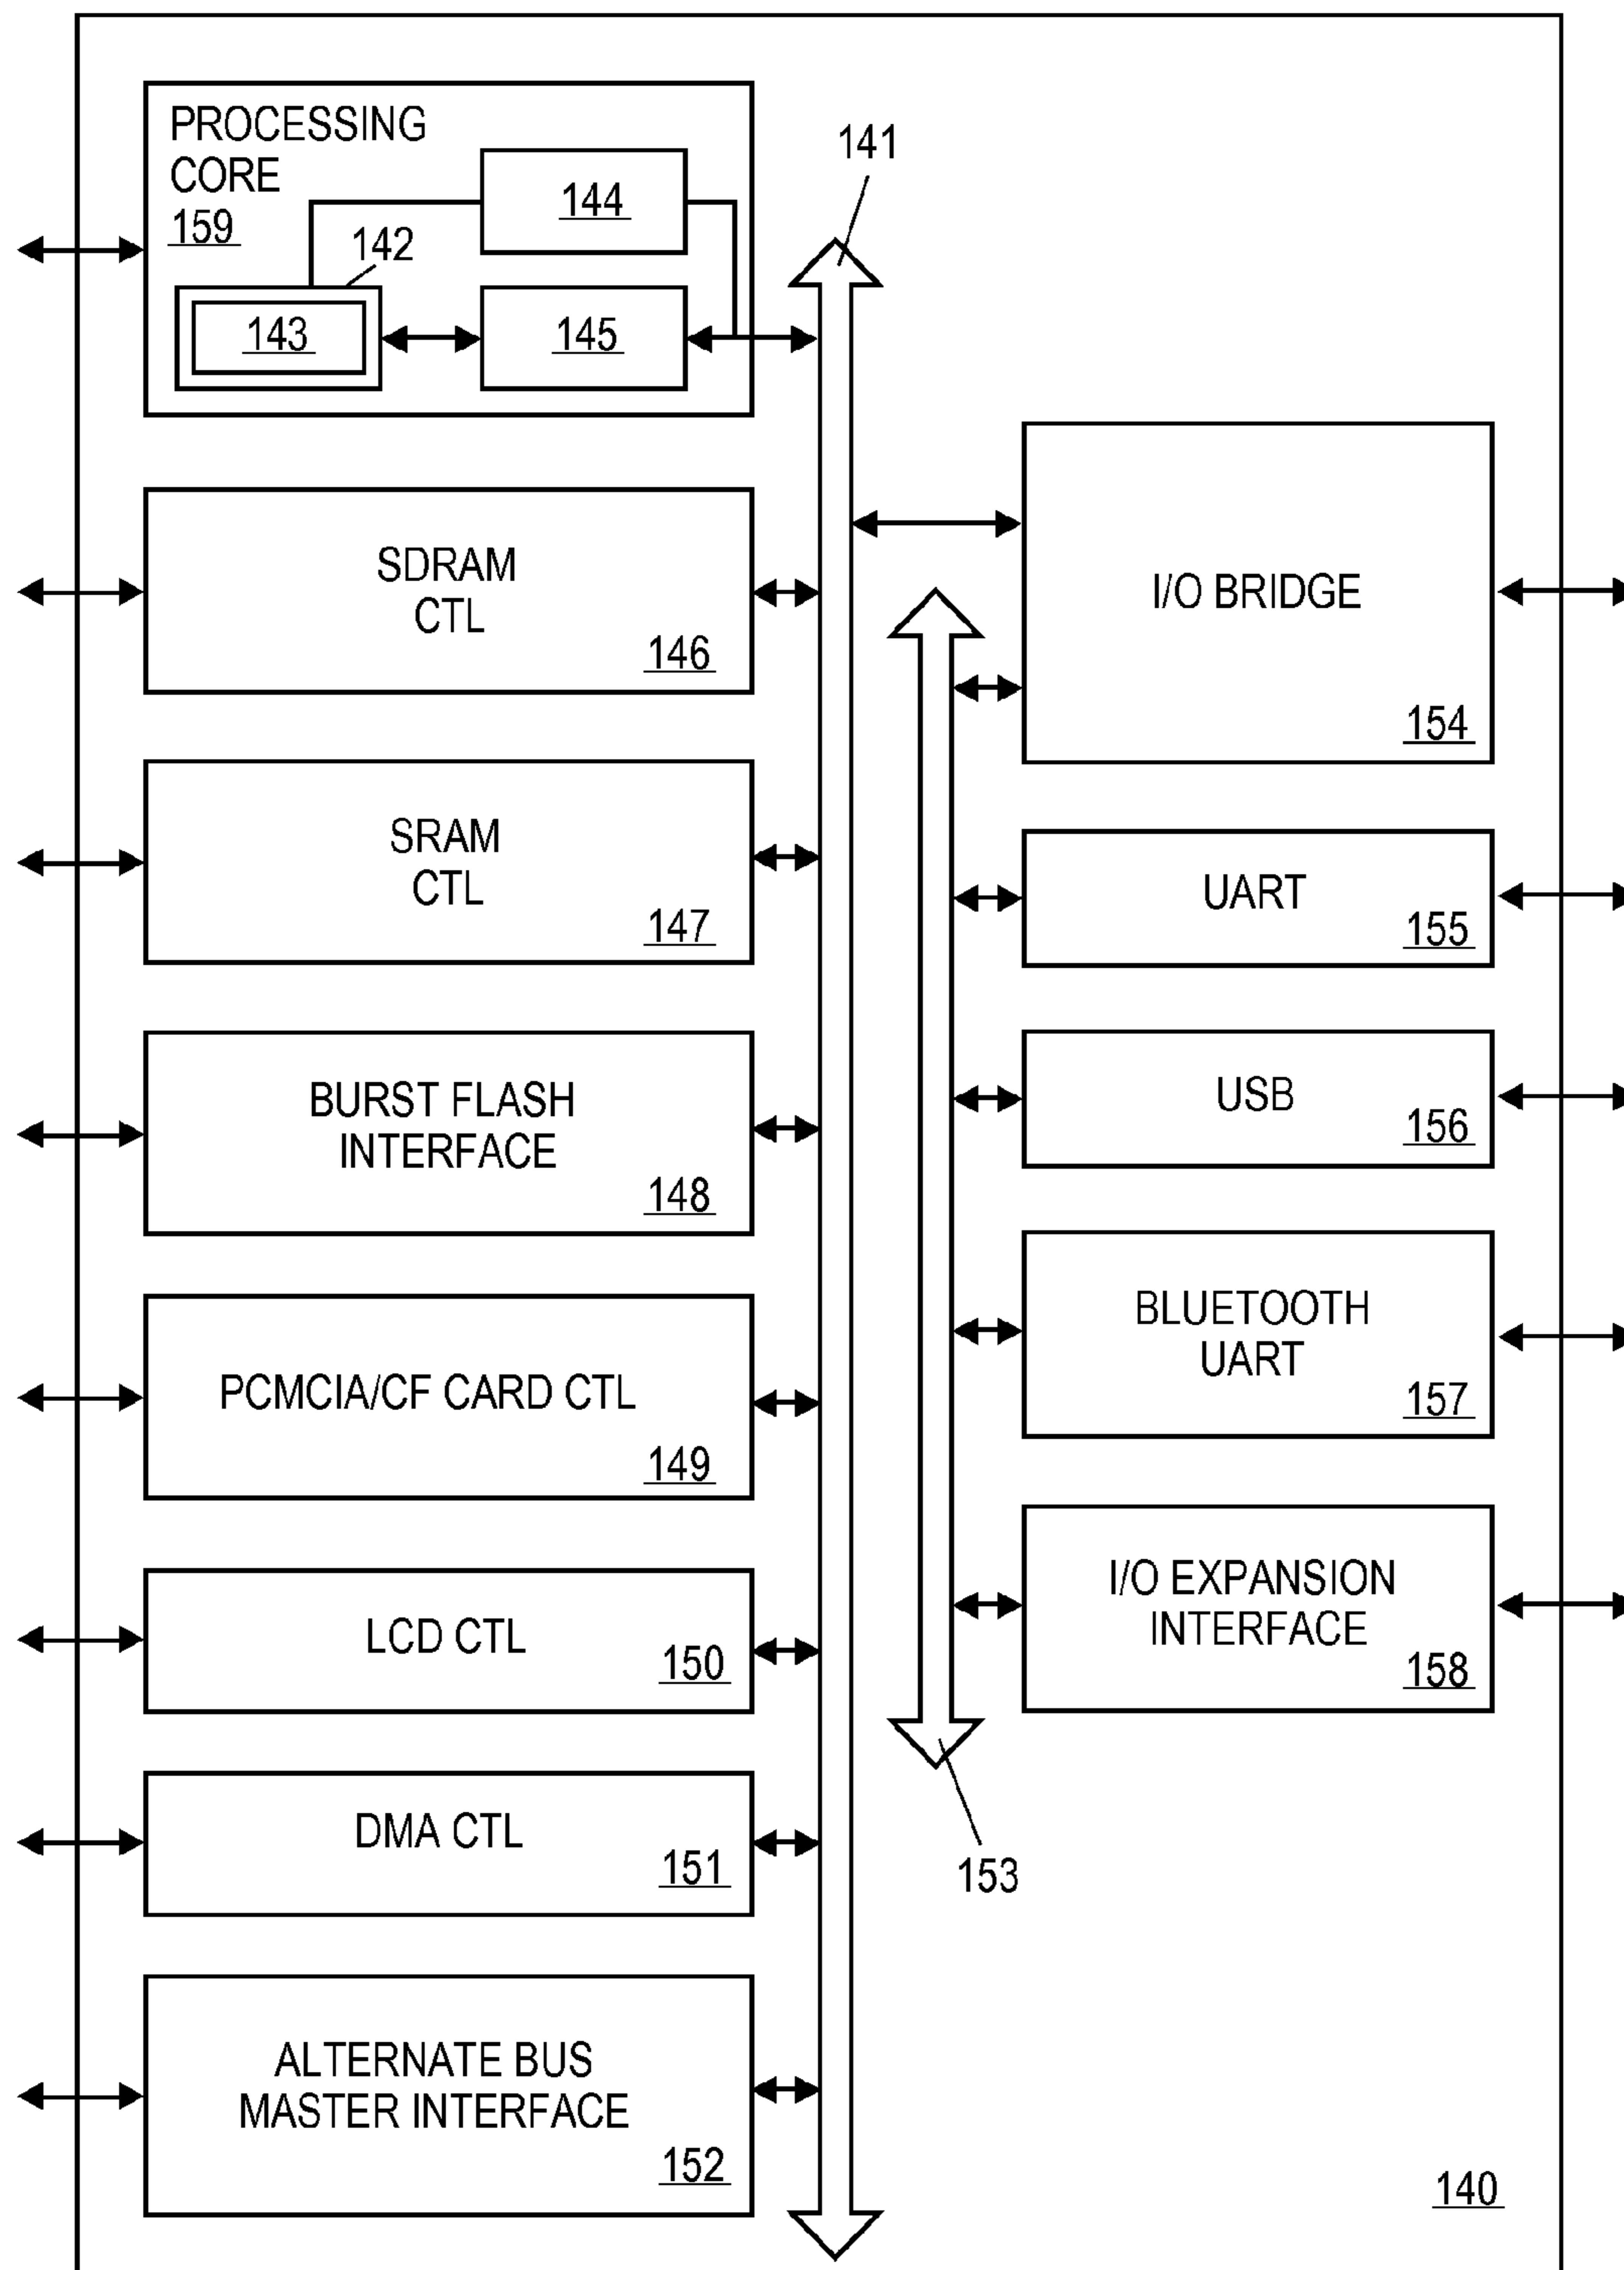 PROCESSING
CORE
159
142
144
143
145
141
SDRAM
CTL
146
SRAM
CTL
147
BURST FLASH
INTERFACE
148
PCMCIA/CF CARD CTL
149
LCD CTL
150
DMA CTL
151
ALTERNATE BUS
MASTER INTERFACE
152
I/O BRIDGE
154
UART
155
USB
156
BLUETOOTH
UART
157
I/O EXPANSION
INTERFACE
158
153
140